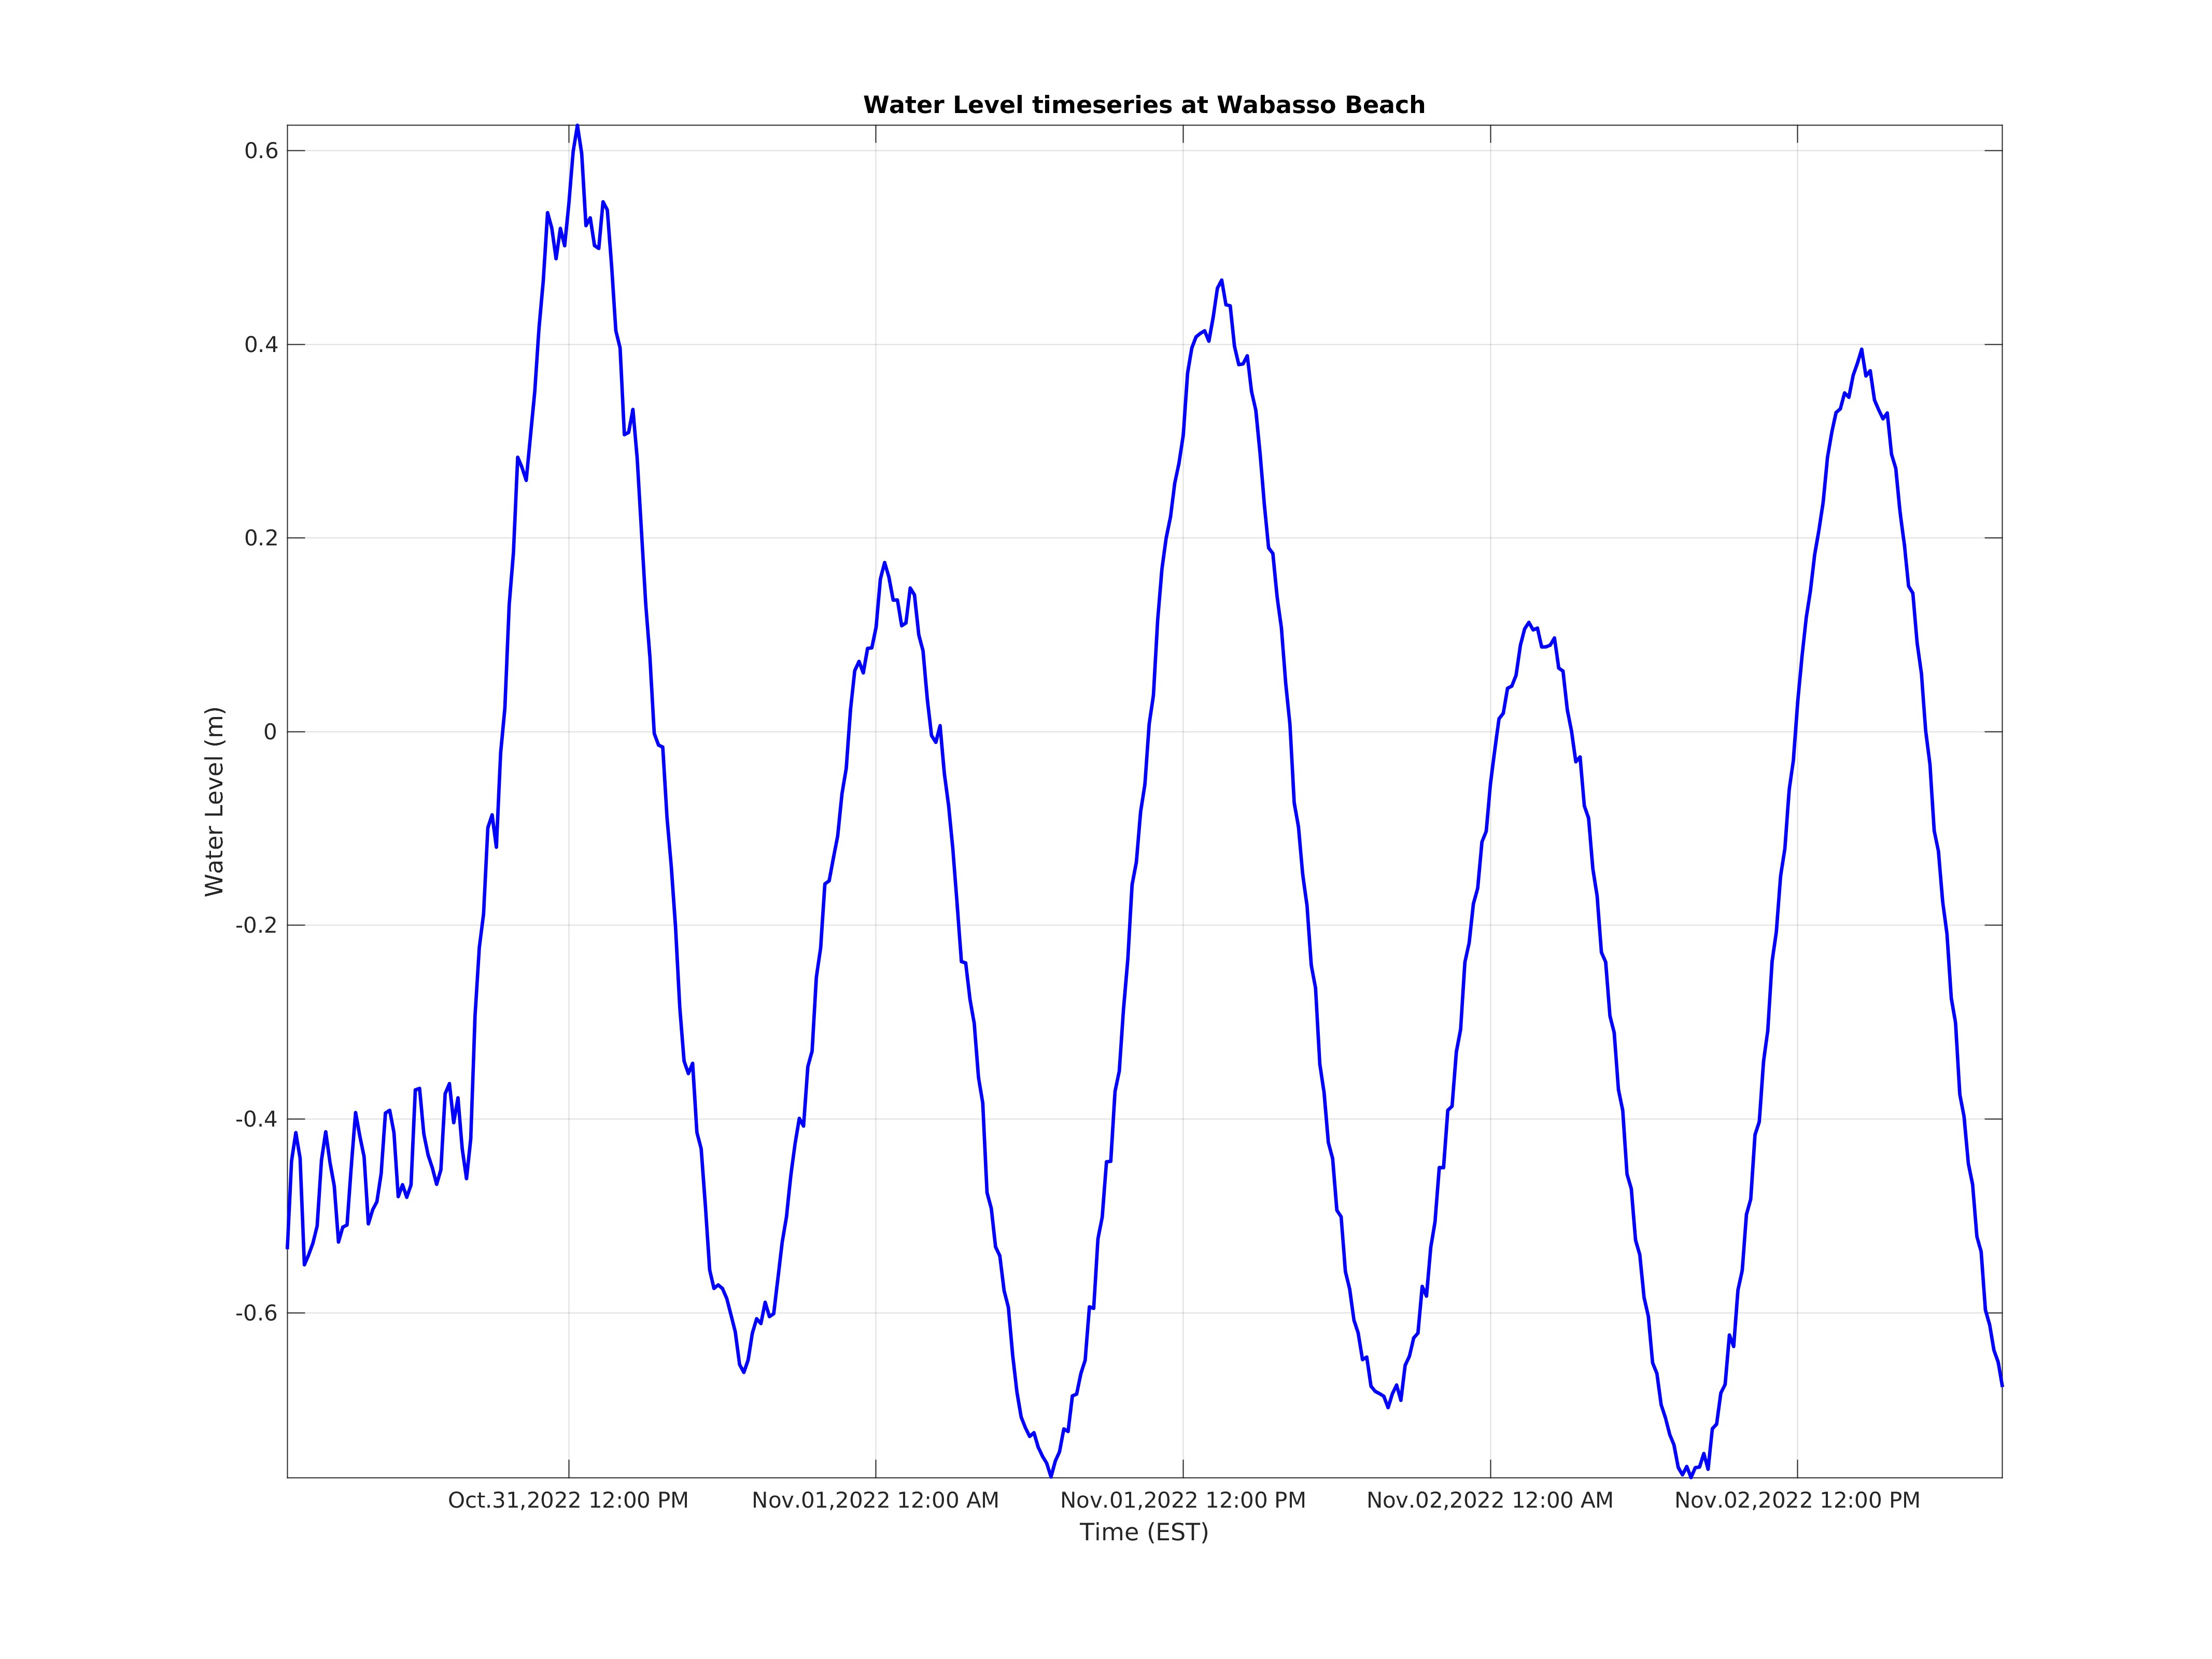 Water Level timeseries at Wabasso Beach
0.6
0.4
0.2
0
-0.2
-0.4
-0.6
Water Level (m)
Oct.31,2022 12:00 PM
Nov.01,2022 12:00 AM
Nov.01,2022 12:00 PM
Nov.02,2022 12:00 AM
Nov.02,2022 12:00 PM
Time (EST)